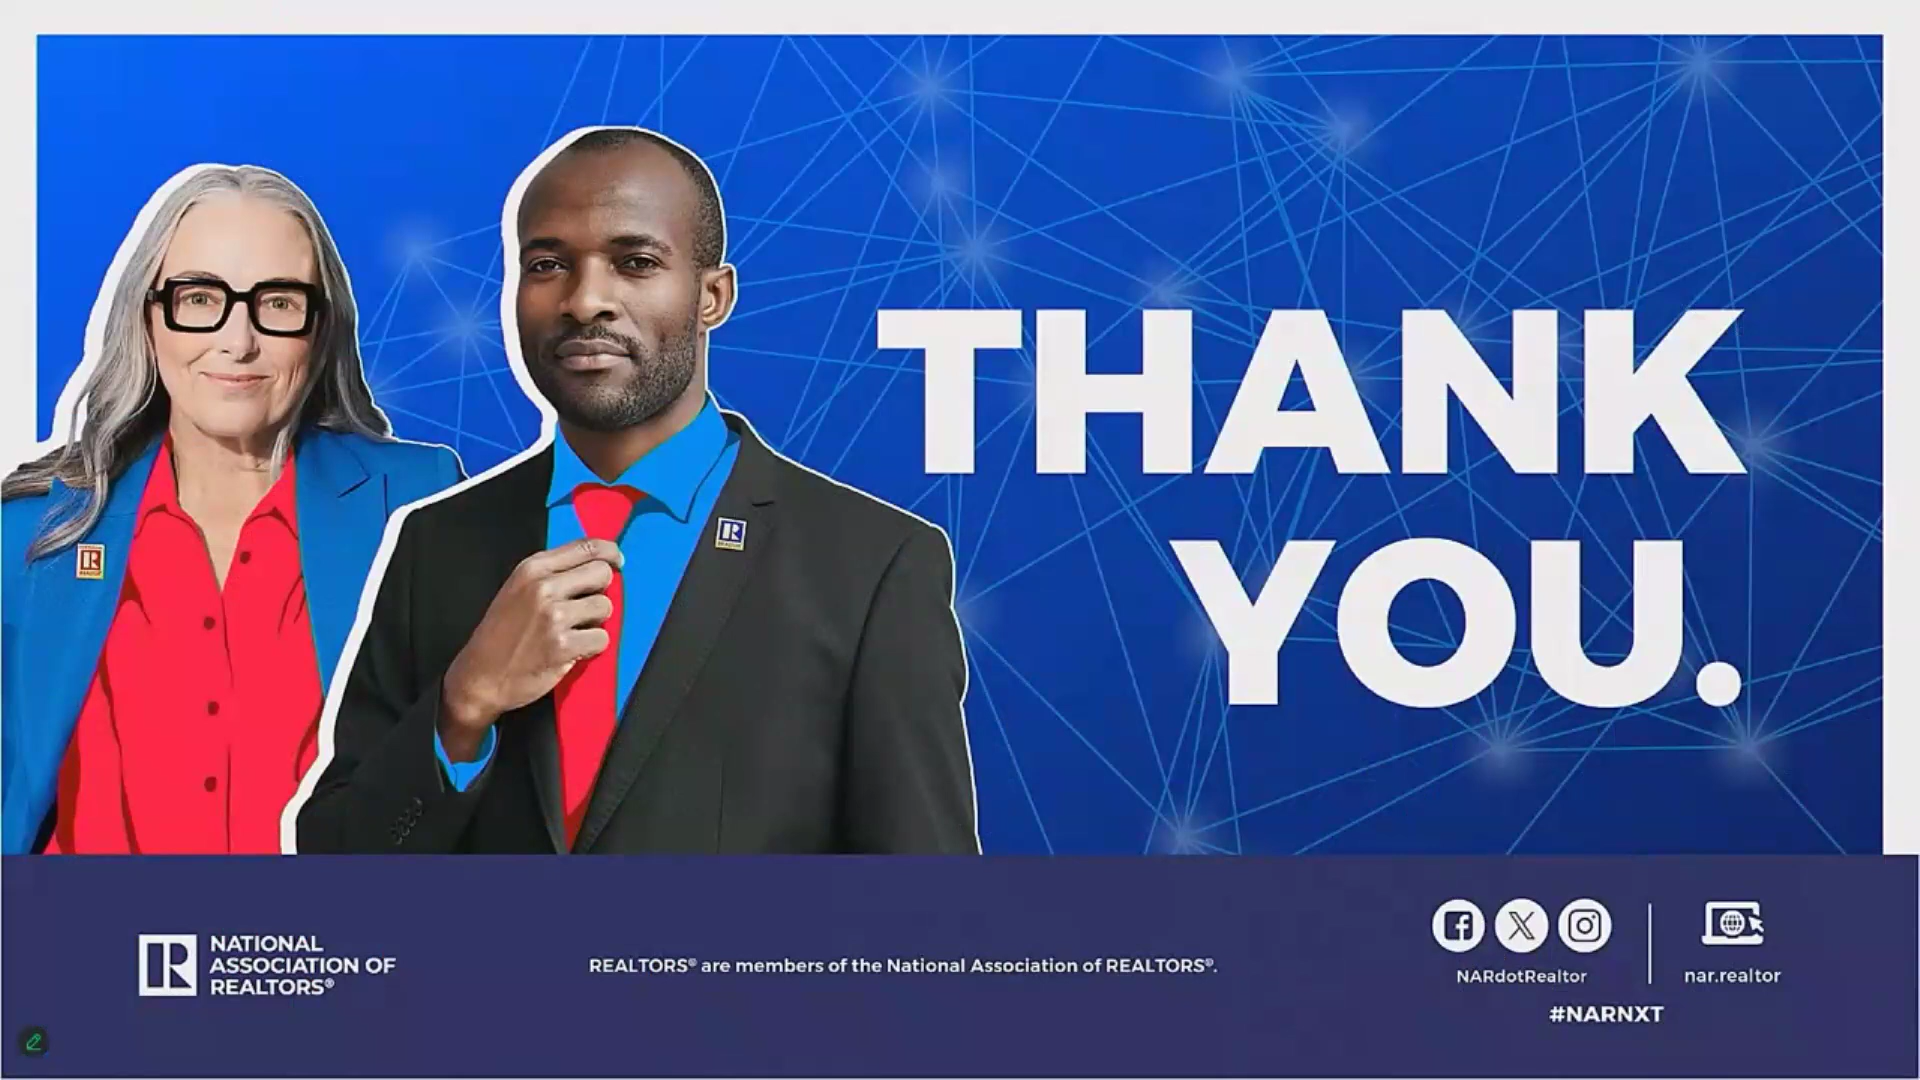 THANK
YOU.
NATIONAL
ASSOCIATION OF
REALTORS®
REALTORS® are members of the National Association of REALTORS®.
NARdotRealtor
nar.realtor
#NARNXT